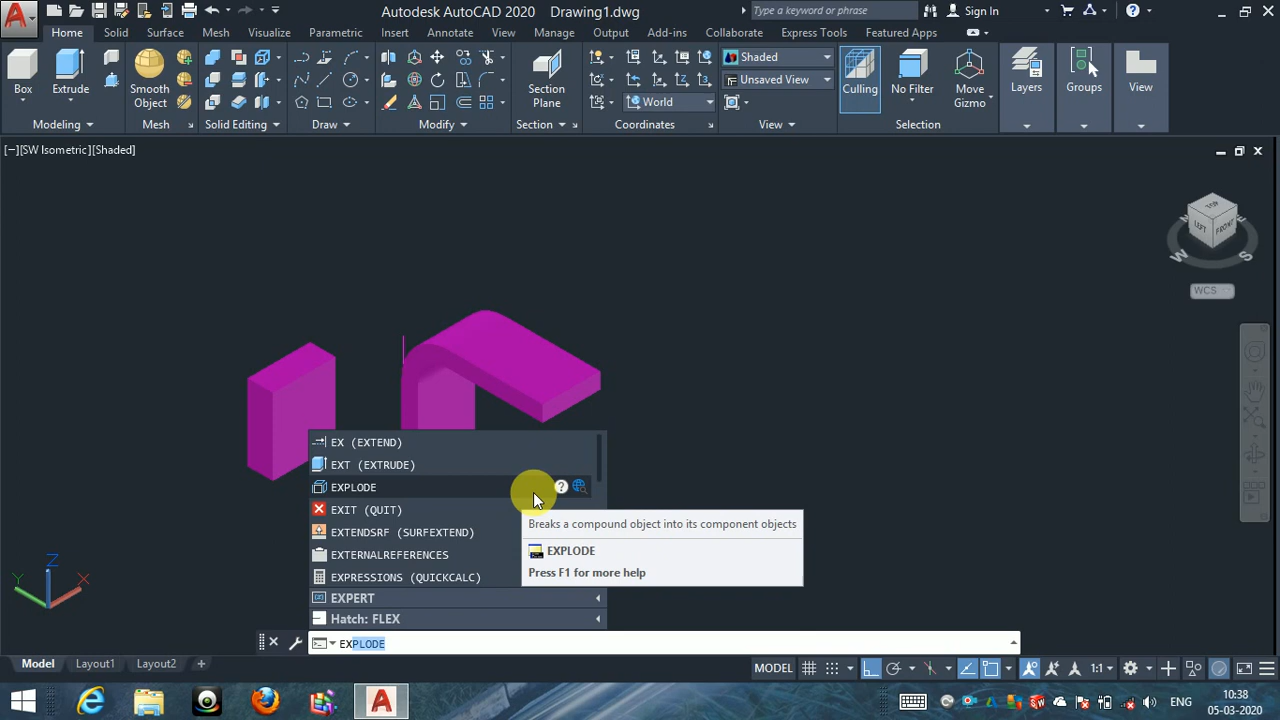 Autodesk AutoCAD 2020 Drawing1.dwg
Type a keyword or phrase
Sign In
Home Solid Surface Mesh Visualize Parametric Insert Annotate View Manage Output Add-ins Collaborate Express Tools Featured Apps
Box
Extrude
Smooth
Object
Section
Plane
Shaded
Unsaved View
World
Culling
No Filter
Move
Gizmo
Layers
Groups
View
Modeling
Mesh
Solid Editing
Draw
Modify
Section
Coordinates
View
Selection
[−][SW Isometric][Shaded]
TOP
LEFT
FRONT
W
S
WCS
EX (EXTEND)
EXT (EXTRUDE)
EXPLODE
EXIT (QUIT)
EXTENDSRF (SURFEXTEND)
EXTERNALREFERENCES
EXPRESSIONS (QUICKCALC)
EXPERT
Hatch: FLEX
Breaks a compound object into its component objects
EXPLODE
Press F1 for more help
Z
Y
X
EXPLODE
Model Layout1 Layout2 +
MODEL
1:1
ENG
10:38
05-03-2020